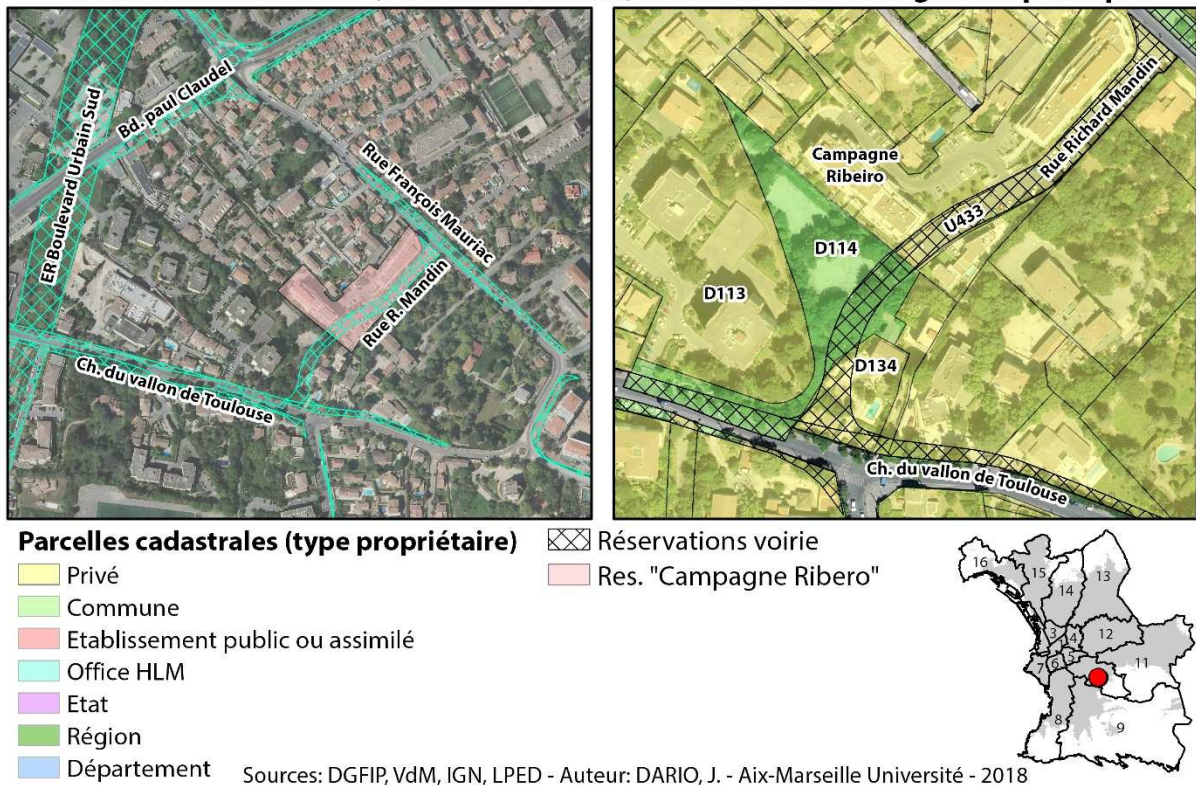 ER Boulevard Urbain Sud
Bd. paul Claudel
Rue François Mauriac
Rue R. Mandin
Ch. du vallon de Toulouse
Campagne
Ribeiro
Rue Richard Mandin
U433
D114
D113
D134
Ch. du vallon de Toulouse
Parcelles cadastrales (type propriétaire)
Privé
Commune
Etablissement public ou assimilé
Office HLM
Etat
Région
Département
Réservations voirie
Res. "Campagne Ribero"
16
15
14
13
3
4
12
5
7
6
11
8
9
Sources: DGFIP, VdM, IGN, LPED - Auteur: DARIO, J. - Aix-Marseille Université - 2018